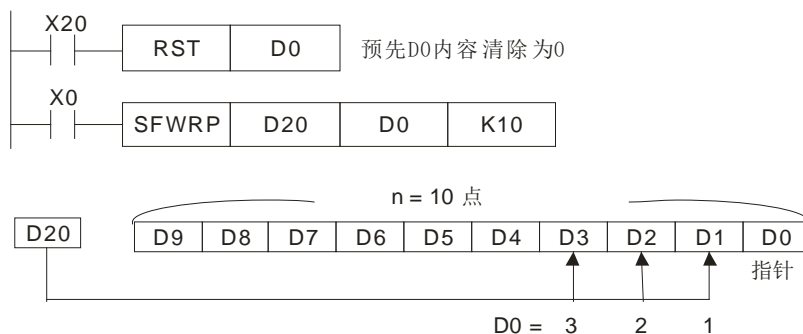 X20
RST D0 预先D0内容清除为0
X0
SFWRP D20 D0 K10
n = 10 点
D20 D9 D8 D7 D6 D5 D4 D3 D2 D1 D0
指针
D0 = 3 2 1